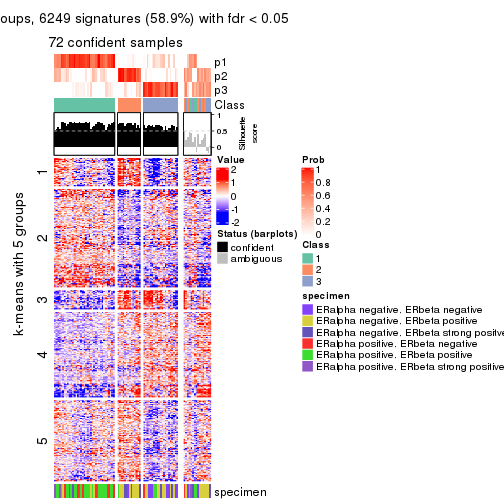 oups, 6249 signatures (58.9%) with fdr < 0.05
72 confident samples
p1
p2
p3
Class
1
0.5
0
Silhouette
score
k-means with 5 groups
1
2
3
4
5
specimen
Value
2
1
0
-1
-2
Status (barplots)
confident
ambiguous
Prob
1
0.8
0.6
0.4
0.2
0
Class
1
2
3
specimen
ERalpha negative. ERbeta negative
ERalpha negative. ERbeta positive
ERalpha negative. ERbeta strong positive
ERalpha positive. ERbeta negative
ERalpha positive. ERbeta positive
ERalpha positive. ERbeta strong positive